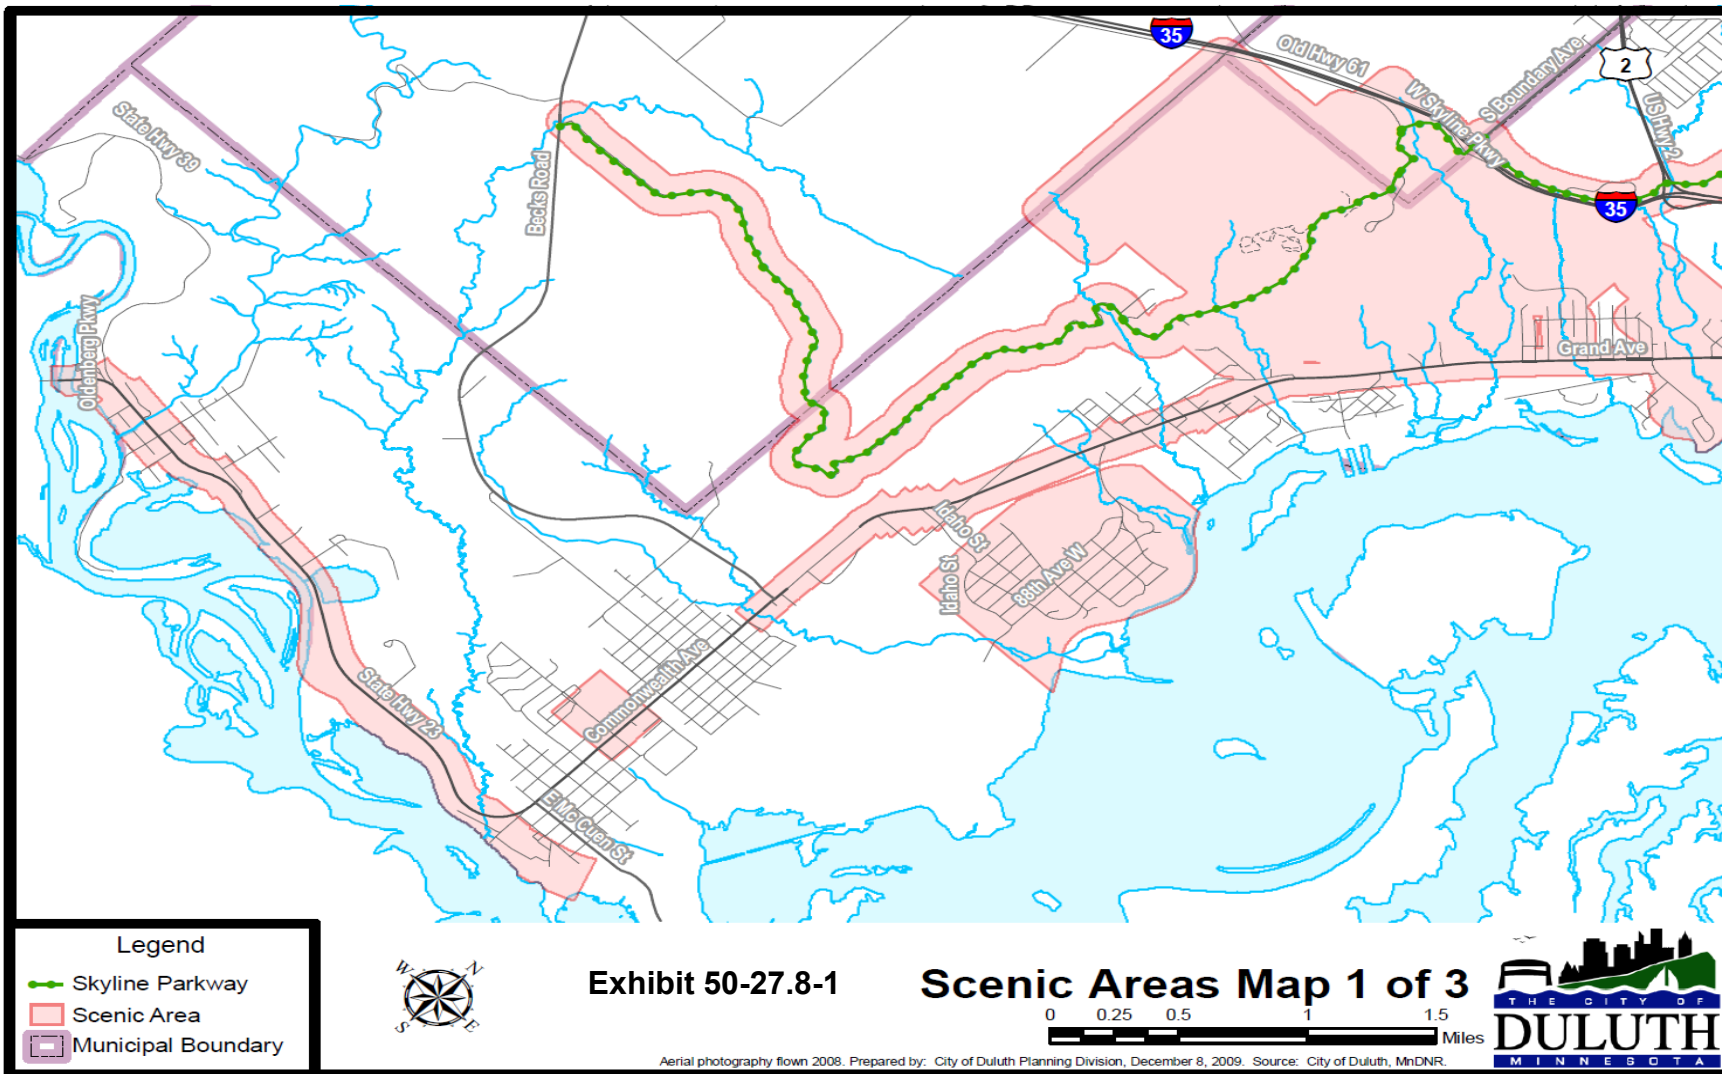 35
Old Hwy 61
W Skyline Pkwy
S Boundary Ave
2
US Hwy 2
State Hwy 39
Becks Road
35
Oldenberg Pkwy
Grand Ave
Idaho St
Idaho St
88th Ave W
Commonwealth Ave
State Hwy 23
E Mc Cuen St
Legend
Skyline Parkway
Scenic Area
Municipal Boundary
W N
S E
Exhibit 50-27.8-1
Scenic Areas Map 1 of 3
0 0.25 0.5 1 1.5
Miles
Aerial photography flown 2008. Prepared by: City of Duluth Planning Division, December 8, 2009. Source: City of Duluth, MnDNR.
THE CITY OF
DULUTH
MINNESOTA